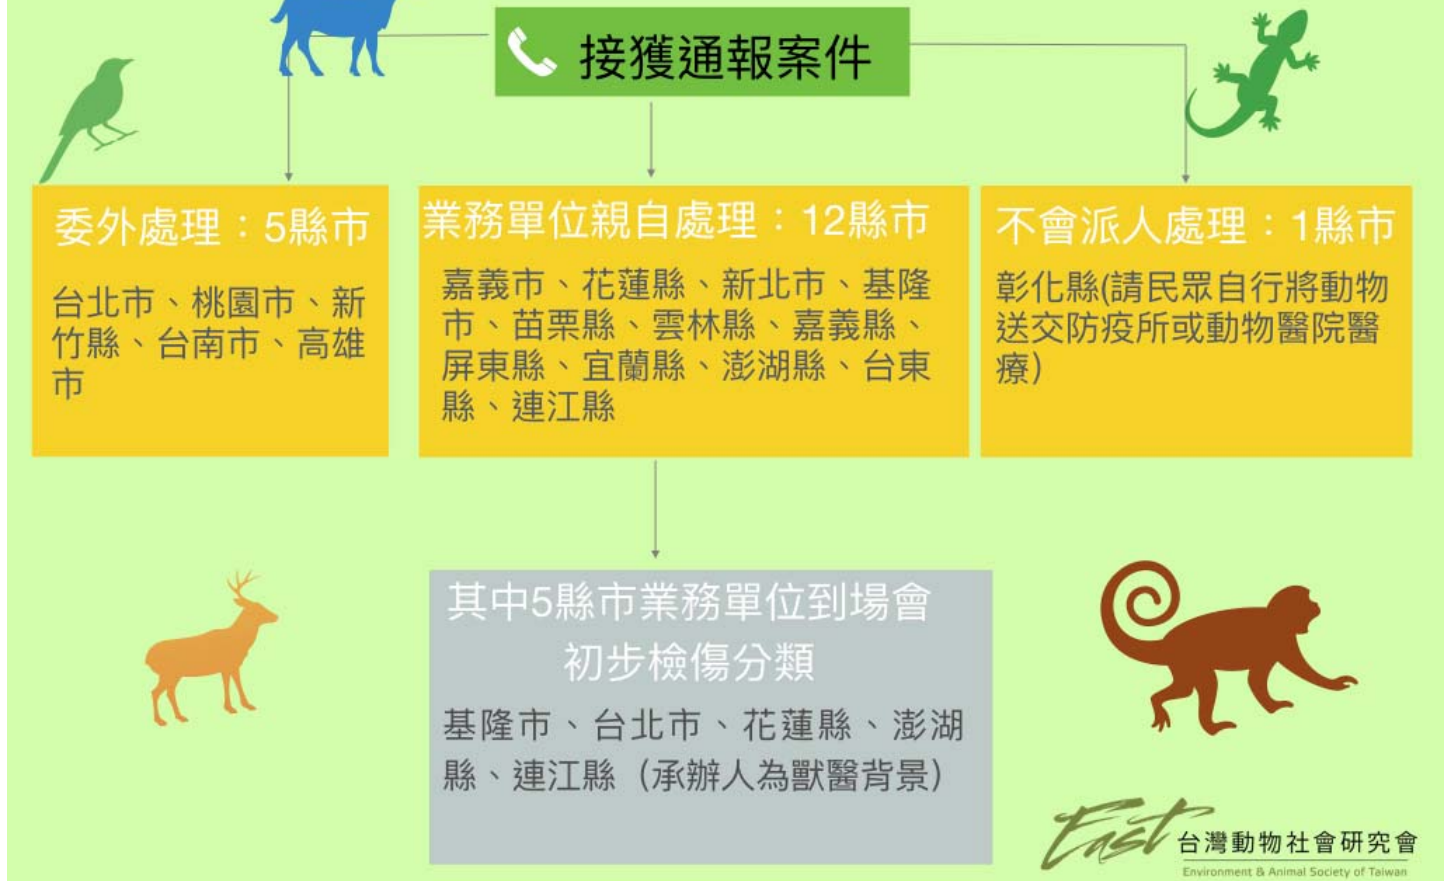 接獲通報案件
委外處理：5縣市
台北市、桃園市、新
竹縣、台南市、高雄
市
業務單位親自處理：12縣市
嘉義市、花蓮縣、新北市、基隆
市、苗栗縣、雲林縣、嘉義縣、
屏東縣、宜蘭縣、澎湖縣、台東
縣、連江縣
不會派人處理：1縣市
彰化縣(請民眾自行將動物
送交防疫所或動物醫院醫
療）
其中5縣市業務單位到場會
初步檢傷分類
基隆市、台北市、花蓮縣、澎湖
縣、連江縣（承辦人為獸醫背景）
East
台灣動物社會研究會
Environment & Animal Society of Taiwan